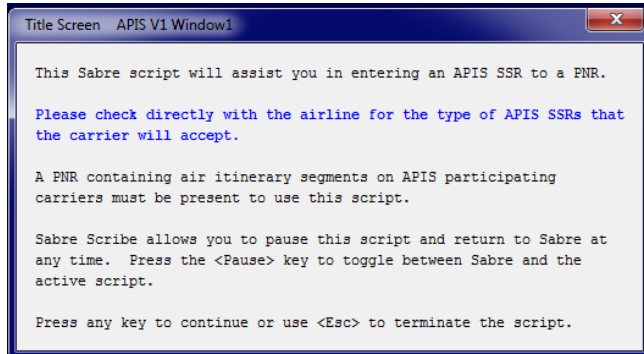 Title Screen APIS V1 Window1
This Sabre script will assist you in entering an APIS SSR to a PNR.
Please check directly with the airline for the type of APIS SSRs that
the carrier will accept.
A PNR containing air itinerary segments on APIS participating
carriers must be present to use this script.
Sabre Scribe allows you to pause this script and return to Sabre at
any time. Press the <Pause> key to toggle between Sabre and the
active script.
Press any key to continue or use <Esc> to terminate the script.